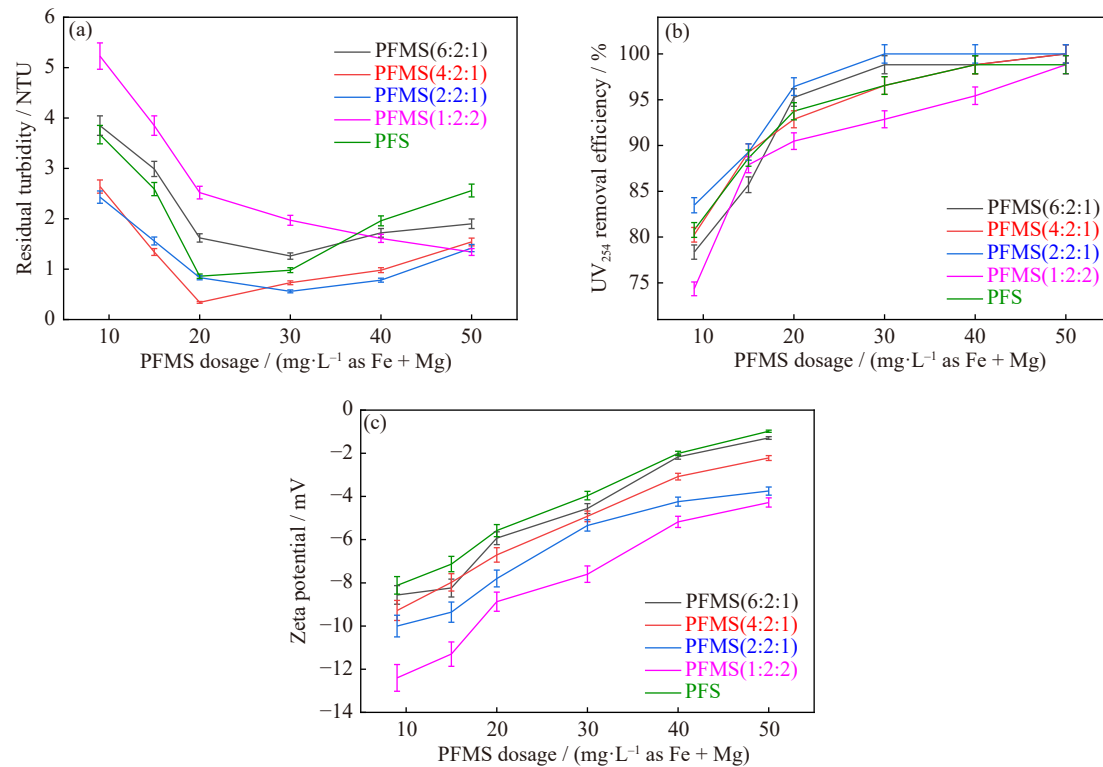 (a)
6
5
4
3
2
1
0
Residual turbidity / NTU
PFMS(6:2:1)
PFMS(4:2:1)
PFMS(2:2:1)
PFMS(1:2:2)
PFS
10 20 30 40 50
PFMS dosage / (mg·L⁻¹ as Fe + Mg)
(b)
100
95
90
85
80
75
UV₂₅₄ removal efficiency / %
PFMS(6:2:1)
PFMS(4:2:1)
PFMS(2:2:1)
PFMS(1:2:2)
PFS
10 20 30 40 50
PFMS dosage / (mg·L⁻¹ as Fe + Mg)
(c)
0
−2
−4
−6
−8
−10
−12
−14
Zeta potential / mV
PFMS(6:2:1)
PFMS(4:2:1)
PFMS(2:2:1)
PFMS(1:2:2)
PFS
10 20 30 40 50
PFMS dosage / (mg·L⁻¹ as Fe + Mg)